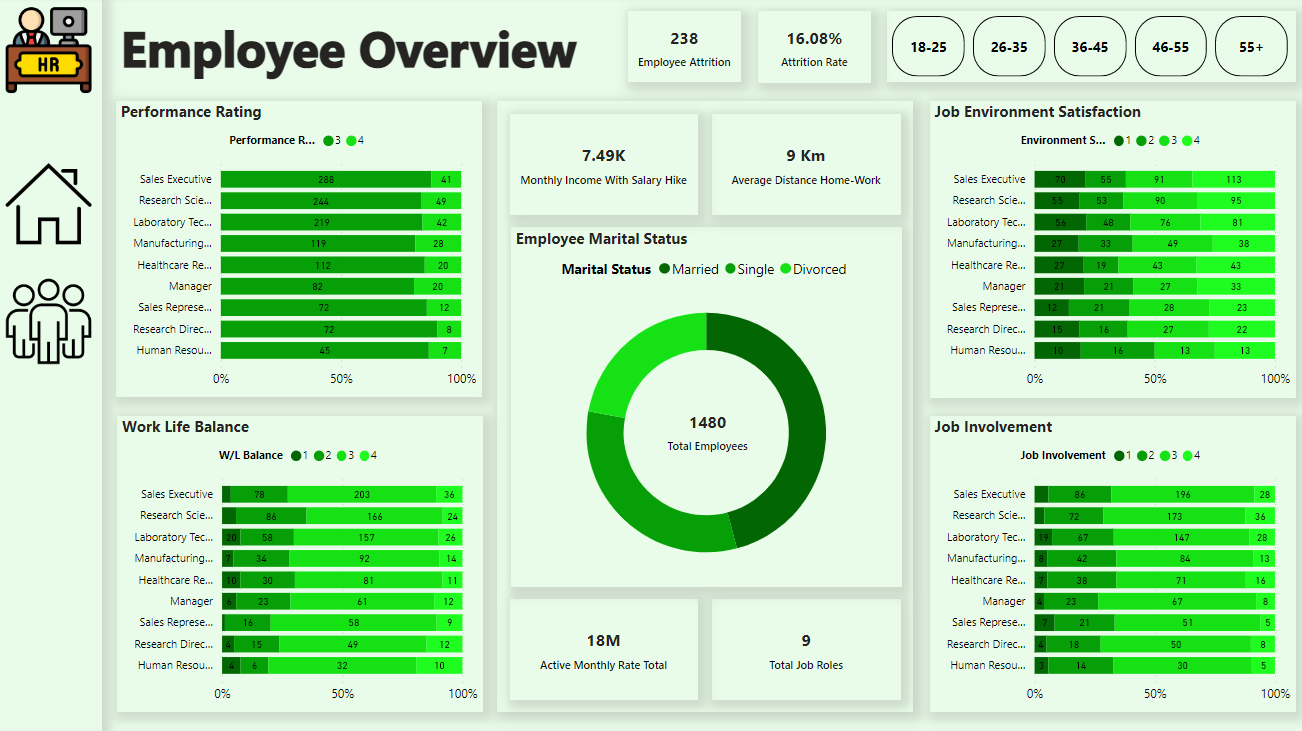 HR
Employee Overview
238
Employee Attrition
16.08%
Attrition Rate
18-25
26-35
36-45
46-55
55+
Performance Rating
Performance R... 3 4
Sales Executive 288 41
Research Scie... 244 49
Laboratory Tec... 219 42
Manufacturing... 119 28
Healthcare Re... 112 20
Manager 82 20
Sales Represe... 72 12
Research Direc... 72 8
Human Resou... 45 7
0% 50% 100%
7.49K
Monthly Income With Salary Hike
9 Km
Average Distance Home-Work
Employee Marital Status
Marital Status Married Single Divorced
1480
Total Employees
18M
Active Monthly Rate Total
9
Total Job Roles
Job Environment Satisfaction
Environment S... 1 2 3 4
Sales Executive 70 55 91 113
Research Scie... 55 53 90 95
Laboratory Tec... 56 48 76 81
Manufacturing... 27 33 49 38
Healthcare Re... 27 19 43 43
Manager 21 21 27 33
Sales Represe... 12 21 28 23
Research Direc... 15 16 27 22
Human Resou... 10 16 13 13
0% 50% 100%
Work Life Balance
W/L Balance 1 2 3 4
Sales Executive 78 203 36
Research Scie... 86 166 24
Laboratory Tec... 20 58 157 26
Manufacturing... 7 34 92 14
Healthcare Re... 10 30 81 11
Manager 6 23 61 12
Sales Represe... 16 58 9
Research Direc... 4 15 49 12
Human Resou... 4 6 32 10
0% 50% 100%
Job Involvement
Job Involvement 1 2 3 4
Sales Executive 86 196 28
Research Scie... 72 173 36
Laboratory Tec... 19 67 147 28
Manufacturing... 8 42 84 13
Healthcare Re... 7 38 71 16
Manager 4 23 67 8
Sales Represe... 7 21 51 5
Research Direc... 4 18 50 8
Human Resou... 3 14 30 5
0% 50% 100%